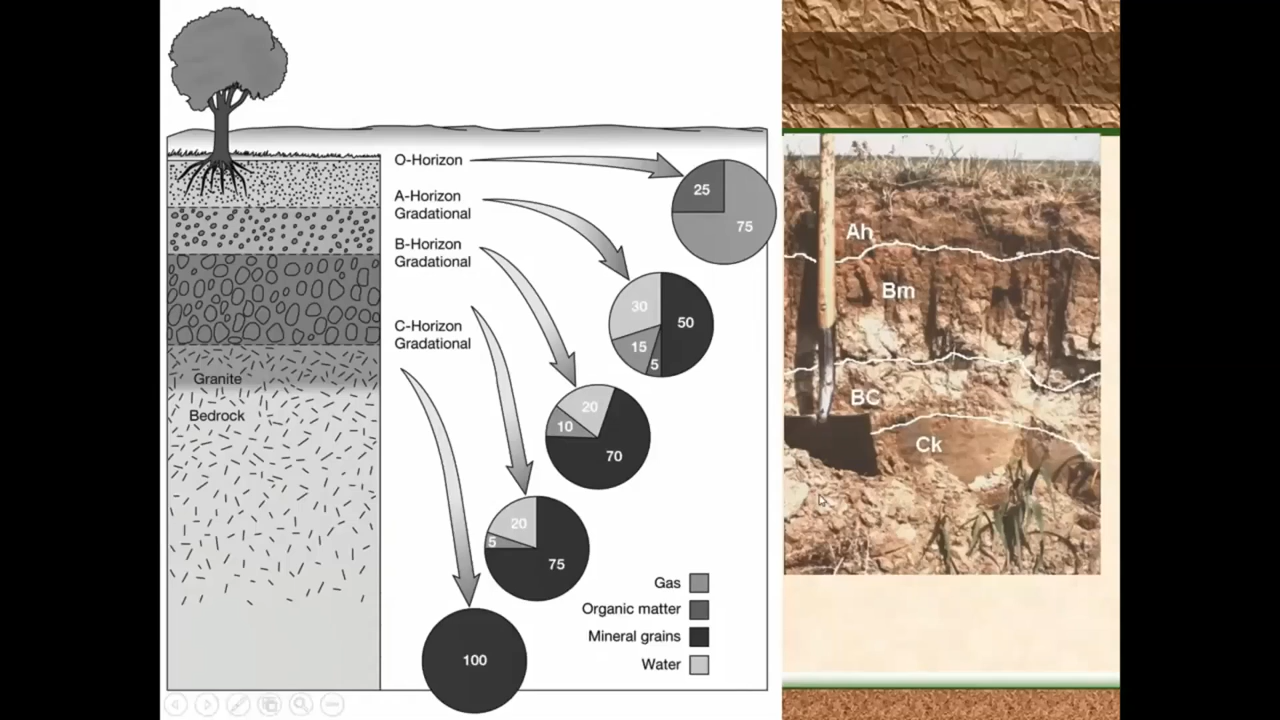 O-Horizon
25
75
A-Horizon
Gradational
30
50
15
5
B-Horizon
Gradational
20
10
70
C-Horizon
Gradational
20
5
75
Granite
Bedrock
100
Gas
Organic matter
Mineral grains
Water
Ah
Bm
BC
Ck